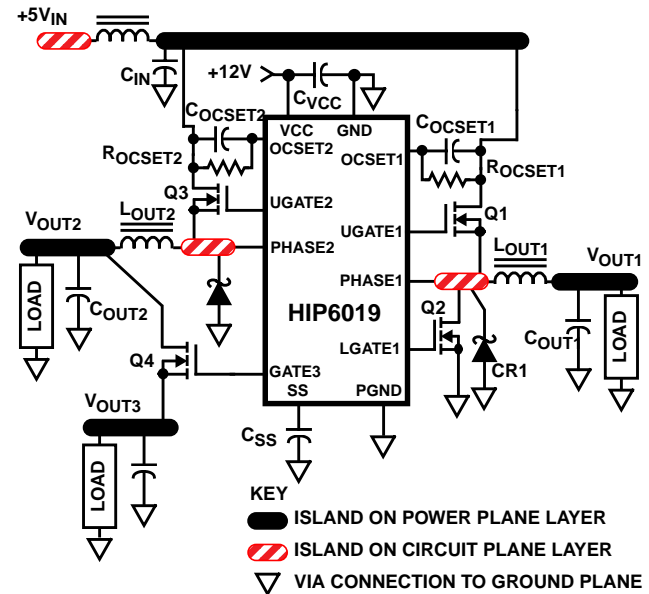 +5VIN
CIN
+12V
CVCC
COCSET2
COCSET1
VCC
GND
OCSET2
OCSET1
ROCSET2
ROCSET1
Q3
UGATE2
Q1
UGATE1
VOUT2
LOUT2
PHASE2
PHASE1
LOUT1
VOUT1
LOAD
COUT2
HIP6019
Q2
LGATE1
CR1
COUT1
LOAD
Q4
GATE3
SS
PGND
VOUT3
CSS
LOAD
KEY
ISLAND ON POWER PLANE LAYER
ISLAND ON CIRCUIT PLANE LAYER
VIA CONNECTION TO GROUND PLANE